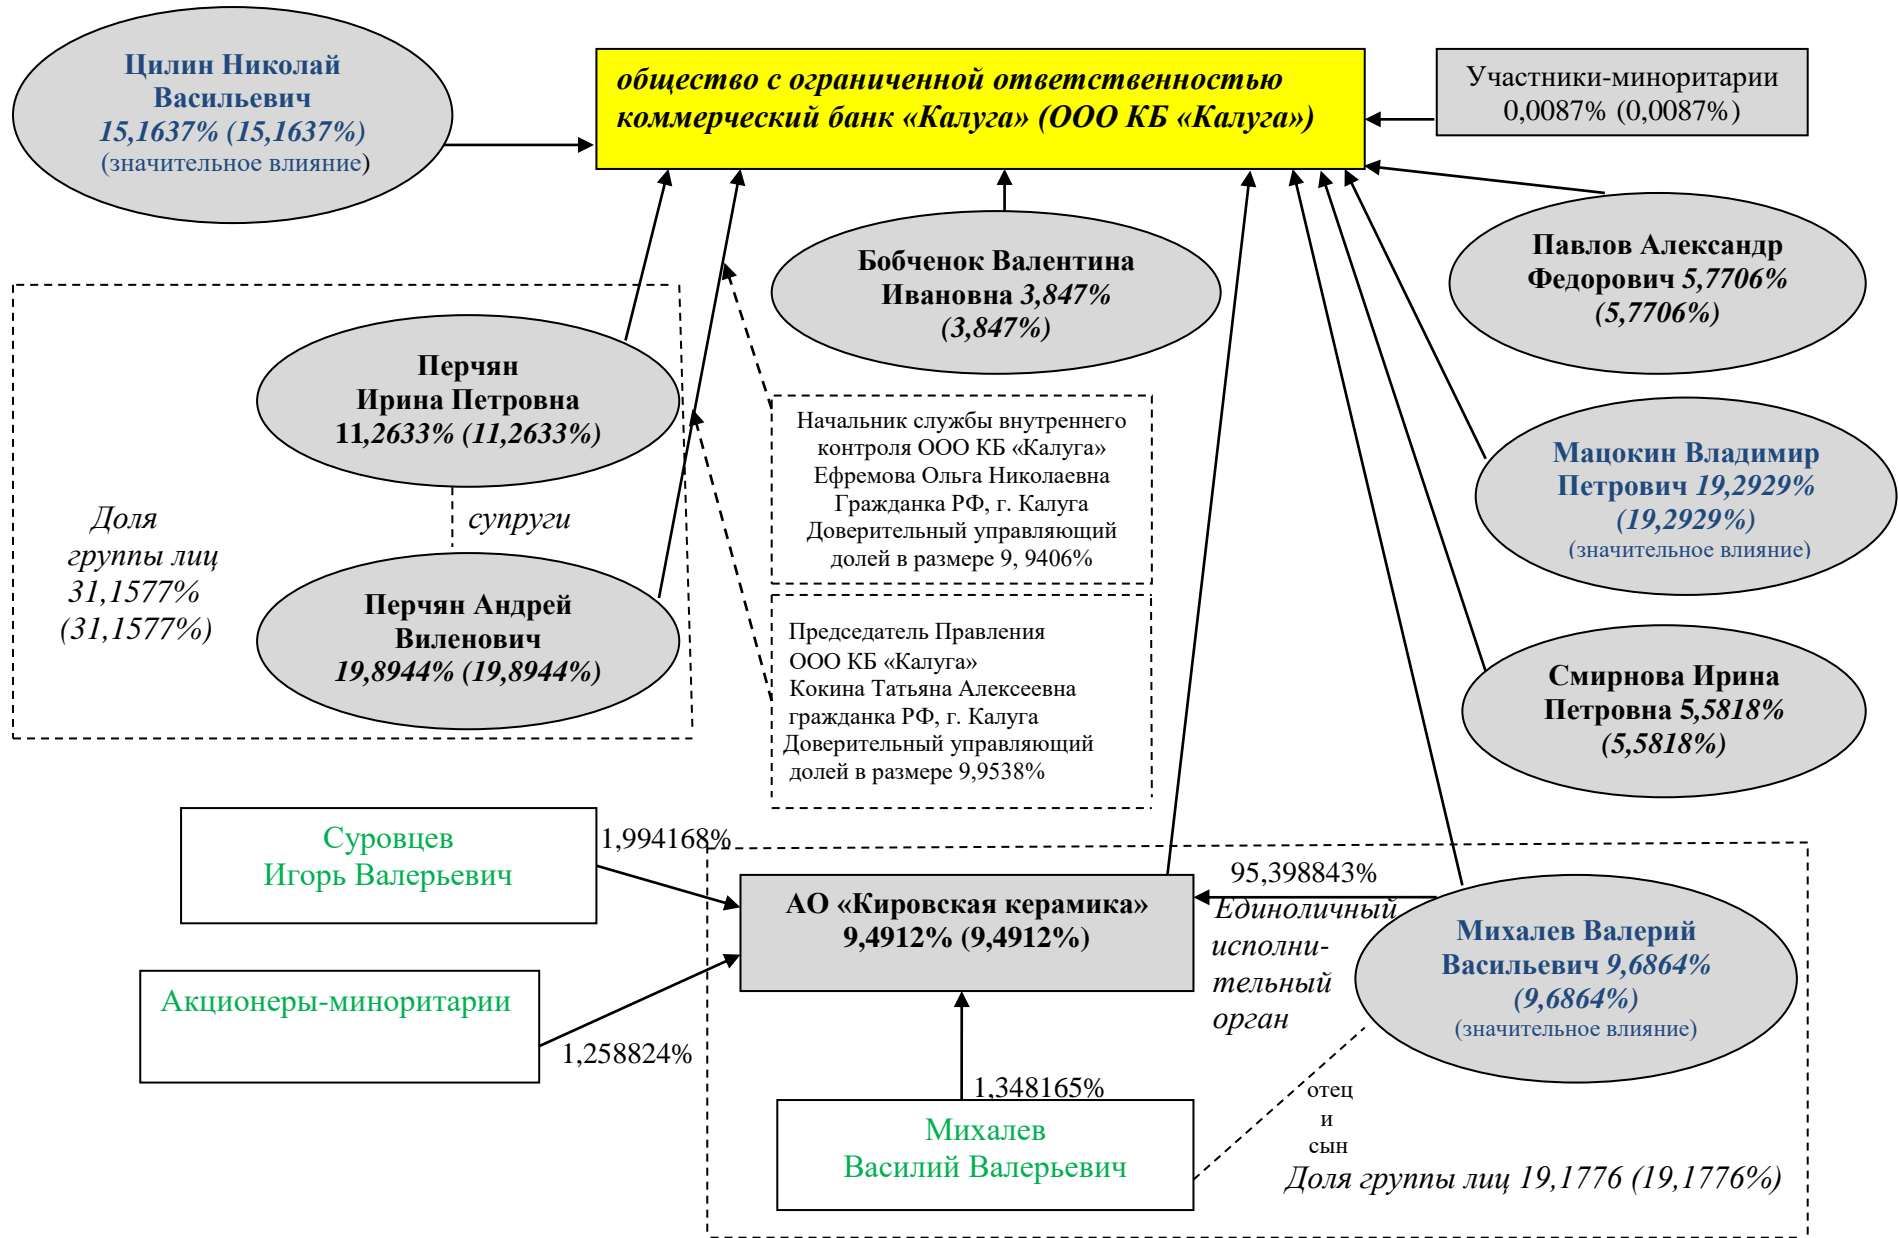 Цилин Николай
Васильевич
15,1637% (15,1637%)
(значительное влияние)
общество с ограниченной ответственностью
коммерческий банк «Калуга» (ООО КБ «Калуга»)
Участники-миноритарии
0,0087% (0,0087%)
Бобченок Валентина
Ивановна 3,847%
(3,847%)
Павлов Александр
Федорович 5,7706%
(5,7706%)
Перчян
Ирина Петровна
11,2633% (11,2633%)
супруги
Доля
группы лиц
31,1577%
(31,1577%)
Перчян Андрей
Виленович
19,8944% (19,8944%)
Начальник службы внутреннего
контроля ООО КБ «Калуга»
Ефремова Ольга Николаевна
Гражданка РФ, г. Калуга
Доверительный управляющий
долей в размере 9, 9406%
Мацокин Владимир
Петрович 19,2929%
(19,2929%)
(значительное влияние)
Председатель Правления
ООО КБ «Калуга»
Кокина Татьяна Алексеевна
гражданка РФ, г. Калуга
Доверительный управляющий
долей в размере 9,9538%
Смирнова Ирина
Петровна 5,5818%
(5,5818%)
Суровцев
Игорь Валерьевич
1,994168%
АО «Кировская керамика»
9,4912% (9,4912%)
95,398843%
Единоличный
исполни-
тельный
орган
Михалев Валерий
Васильевич 9,6864%
(9,6864%)
(значительное влияние)
Акционеры-миноритарии
1,258824%
1,348165%
Михалев
Василий Валерьевич
отец
и
сын
Доля группы лиц 19,1776 (19,1776%)